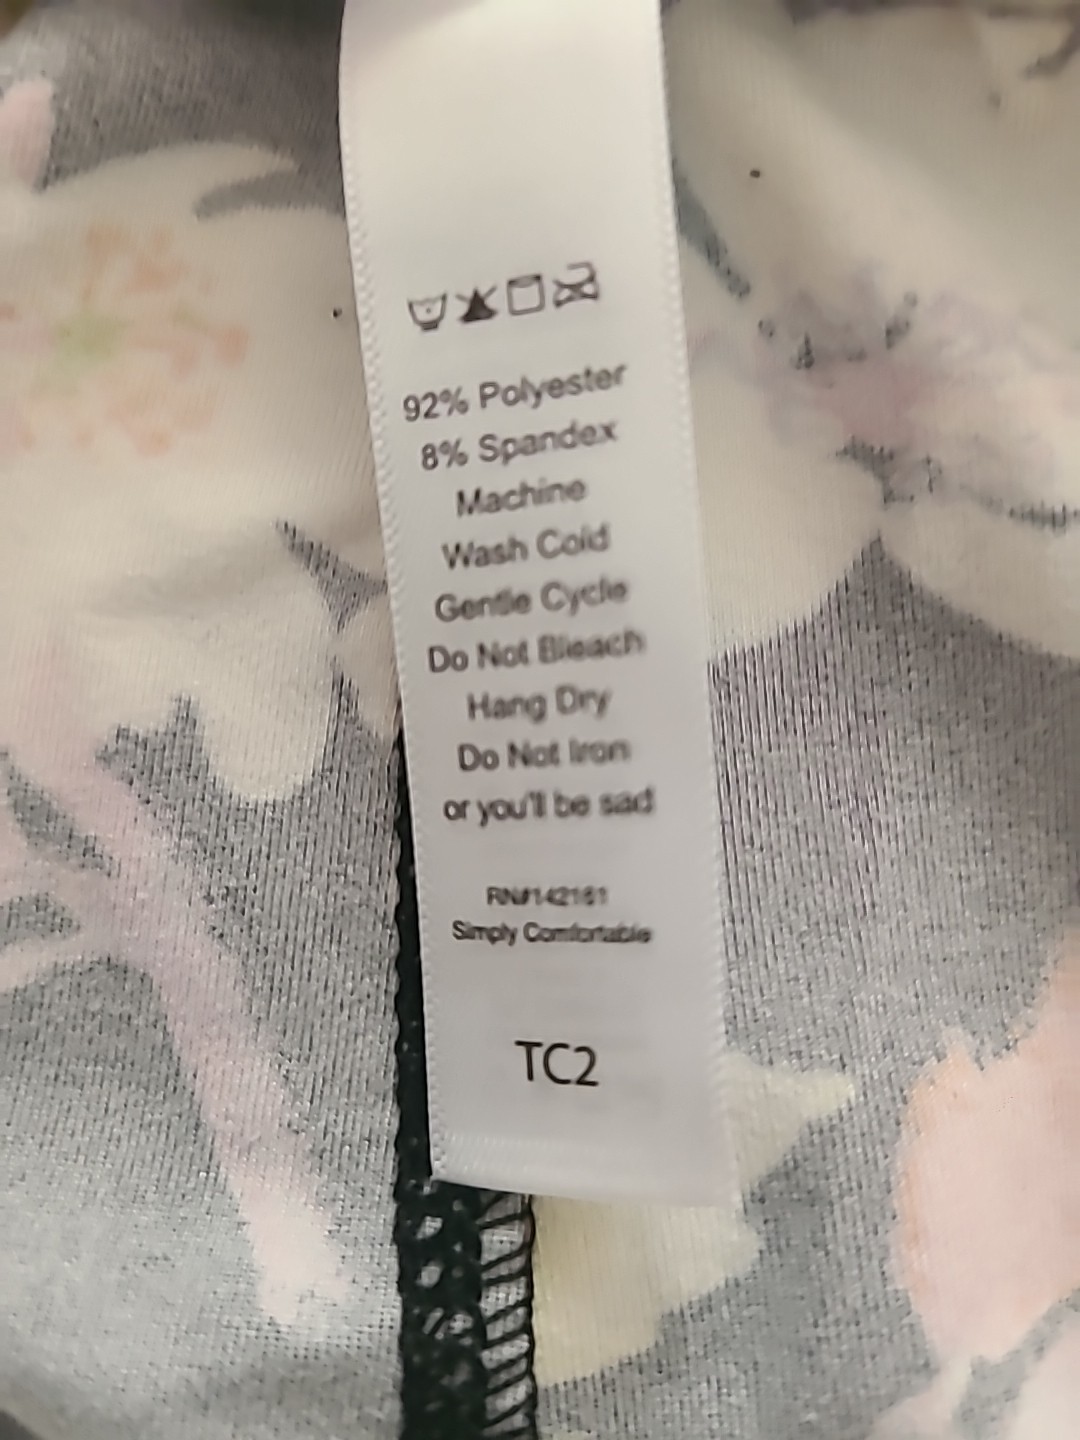 92% Polyester
8% Spandex
Machine
Wash Cold
Gentle Cycle
Do Not Bleach
Hang Dry
Do Not Iron
or you'll be sad
RN#142161
Simply Comfortable
TC2